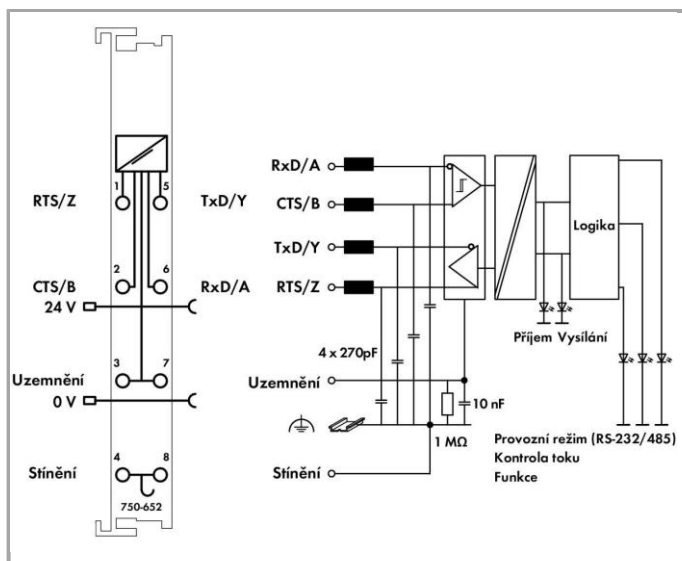 1 5
RTS/Z TxD/Y
2 6
CTS/B RxD/A
24 V
3 7
Uzemnění
0 V
4 8
Stínění
750-652
RxD/A
CTS/B
TxD/Y
RTS/Z
Logika
Příjem Vysílání
4 x 270pF
Uzemnění
10 nF
1 MΩ
Stínění
Provozní režim (RS-232/485)
Kontrola toku
Funkce